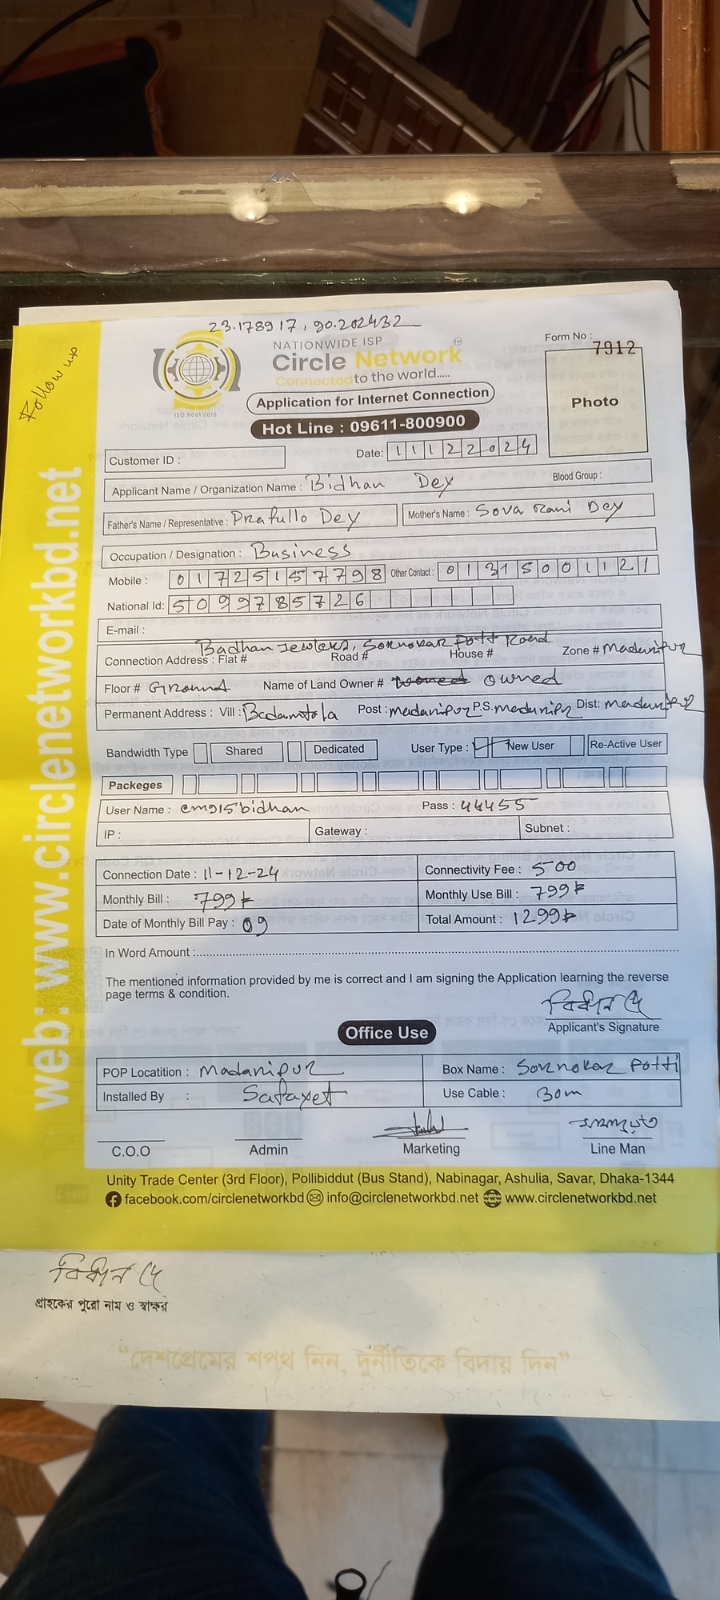 23.178917, 90.202432
Follow up
NATIONWIDE ISP
Circle Network
Connected to the world.....
ISO 9001:2015
Application for Internet Connection
Hot Line : 09611-800900
Form No : 7912
Photo
web: www.circlenetworkbd.net
Customer ID :
Date: 11122024
Applicant Name / Organization Name : Bidhan Dey
Blood Group :
Father's Name / Representative : Prafullo Dey
Mother's Name : Sova Rani Dey
Occupation / Designation : Business
Mobile : 01725157798 Other Contact : 01315001121
National Id: 5099785726
E-mail :
Badhan Jewlers, Sornokar Potti Road
Connection Address : Flat # Road # House # Zone # Madaripur
Floor # Ground Name of Land Owner # owned
Permanent Address : Vill : Badamtola Post : Madaripur P.S. Madaripur Dist: Madaripur
Bandwidth Type Shared Dedicated User Type : New User Re-Active User
Packeges
User Name : cm915bidhan Pass : 44455
IP : Gateway : Subnet :
Connection Date : 11-12-24 Connectivity Fee : 500
Monthly Bill : 799৳ Monthly Use Bill : 799৳
Date of Monthly Bill Pay : 09 Total Amount : 1299৳
In Word Amount :
The mentioned information provided by me is correct and I am signing the Application learning the reverse
page terms & condition.
বিধান দে
Applicant's Signature
Office Use
POP Locatition : Madaripur Box Name : Sornokar Potti
Installed By : Safayet Use Cable : 30m
C.O.O Admin Marketing Line Man
Unity Trade Center (3rd Floor), Pollibiddut (Bus Stand), Nabinagar, Ashulia, Savar, Dhaka-1344
facebook.com/circlenetworkbd info@circlenetworkbd.net www.circlenetworkbd.net
বিধান দে
গ্রাহকের পুরো নাম ও স্বাক্ষর
"দেশপ্রেমের শপথ নিন, দুর্নীতিকে বিদায় দিন"